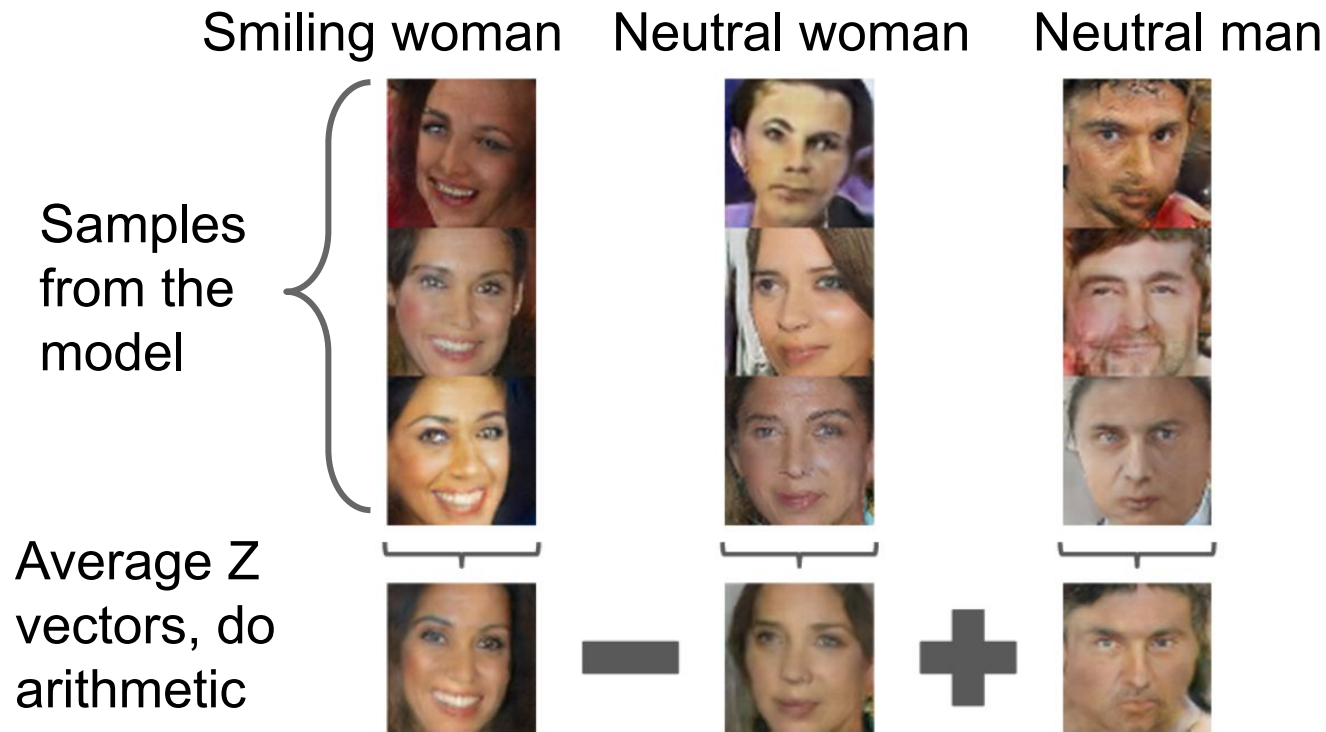 Smiling woman
Neutral woman
Neutral man
Samples
from the
model
Average Z
vectors, do
arithmetic